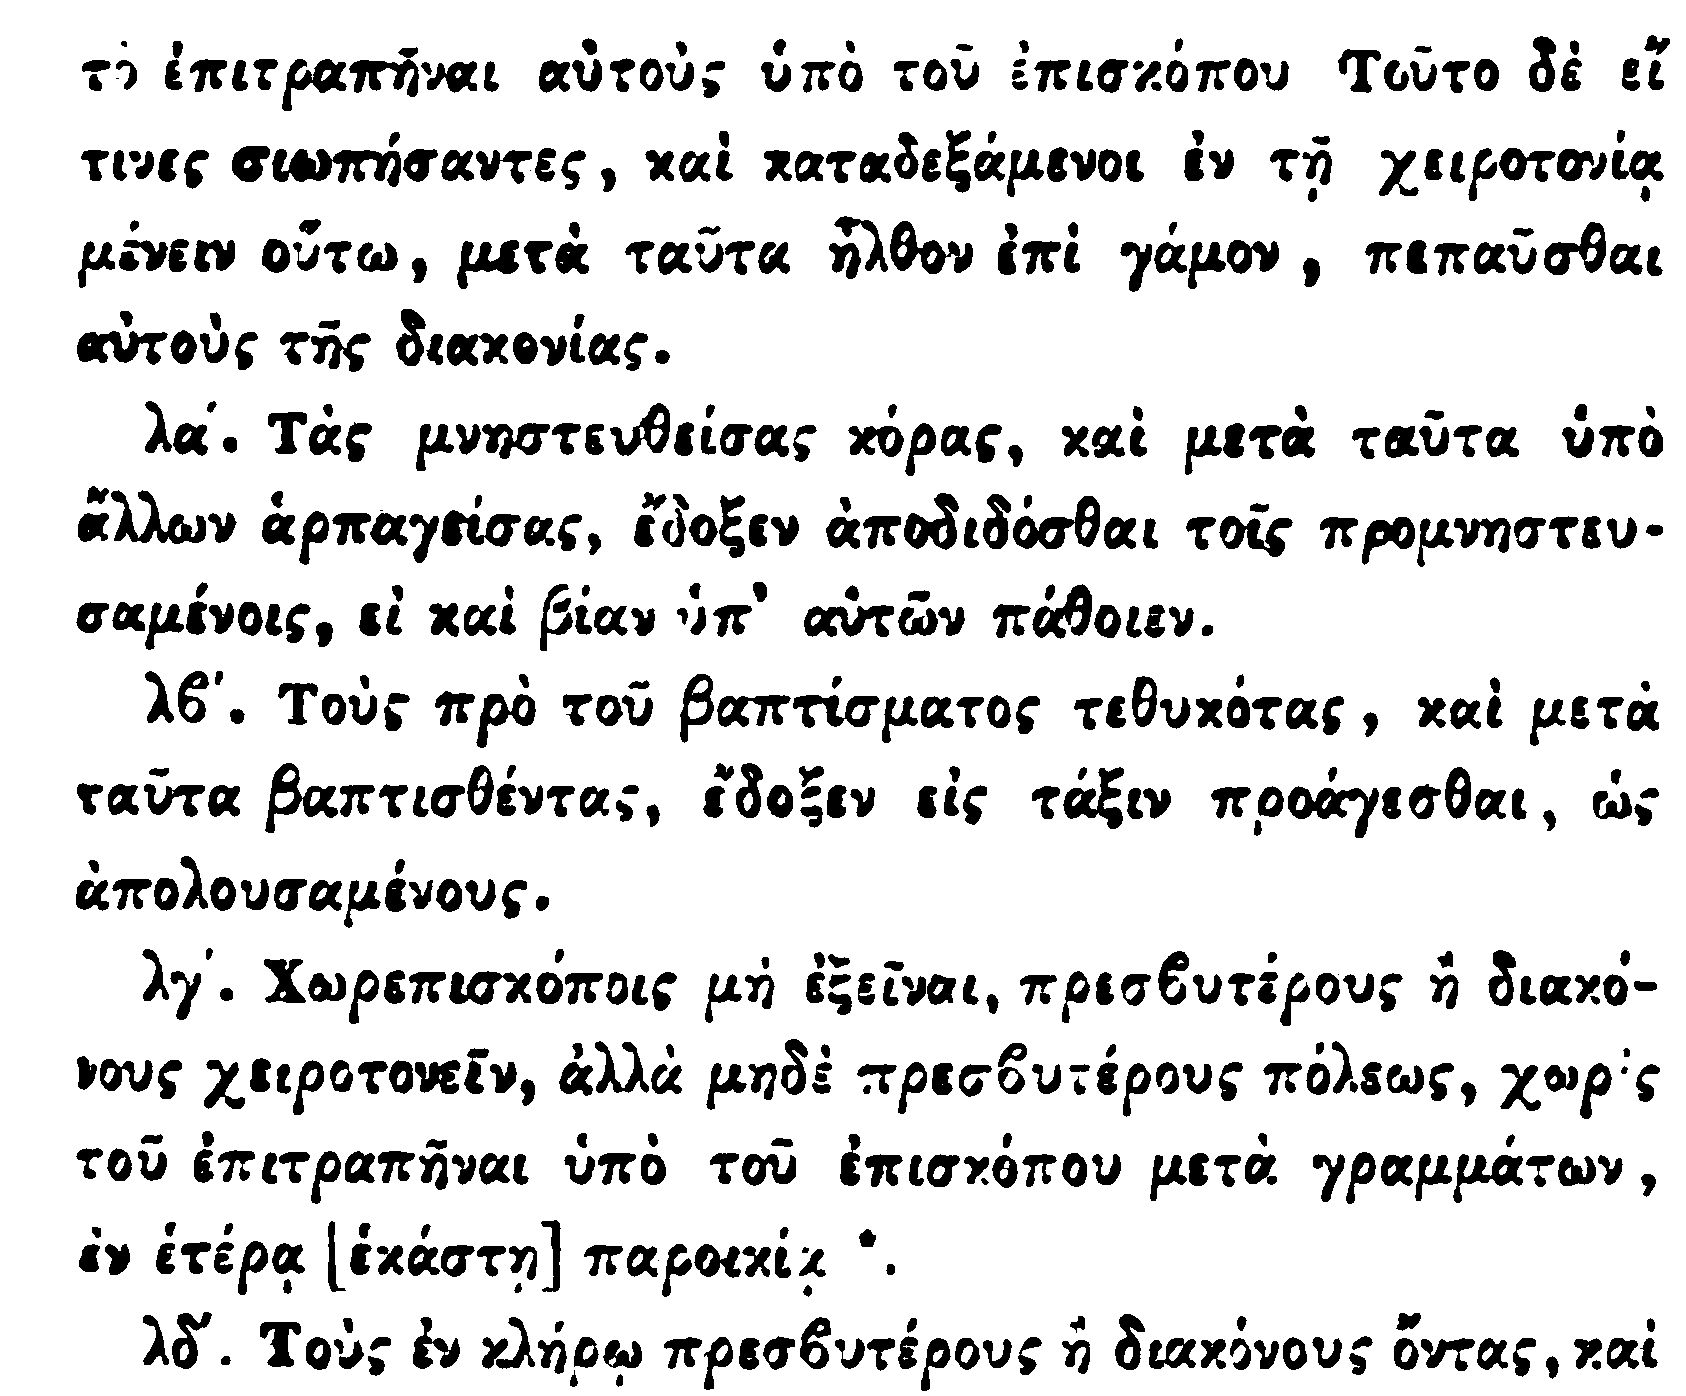 τὸ ἐπιτραπῆναι αὐτοὺς ὑπὸ τοῦ ἐπισκόπου Τοῦτο δὲ εἴ
τινες σιωπήσαντες, καὶ καταδεξάμενοι ἐν τῇ χειροτονίᾳ
μένειν οὕτω, μετὰ ταῦτα ἦλθον ἐπὶ γάμον, πεπαῦσθαι
αὐτοὺς τῆς διακονίας.
λα΄. Τὰς μνηστευθείσας κόρας, καὶ μετὰ ταῦτα ὑπὸ
ἄλλων ἁρπαγείσας, ἔδοξεν ἀποδιδόσθαι τοῖς προμνηστευ-
σαμένοις, εἰ καὶ βίαν ὑπ' αὐτῶν πάθοιεν.
λϐ΄. Τοὺς πρὸ τοῦ βαπτίσματος τεθυκότας, καὶ μετὰ
ταῦτα βαπτισθέντας, ἔδοξεν εἰς τάξιν προάγεσθαι, ὡς
ἀπολουσαμένους.
λγ΄. Χωρεπισκόποις μὴ ἐξεῖναι, πρεσϐυτέρους ἢ διακό-
νους χειροτονεῖν, ἀλλὰ μηδὲ πρεσϐυτέρους πόλεως, χωρὶς
τοῦ ἐπιτραπῆναι ὑπὸ τοῦ ἐπισκόπου μετὰ γραμμάτων,
ἐν ἑτέρᾳ [ἑκάστῃ] παροικίᾳ *.
λδ΄. Τοὺς ἐν κλήρῳ πρεσϐυτέρους ἢ διακόνους ὄντας, καὶ